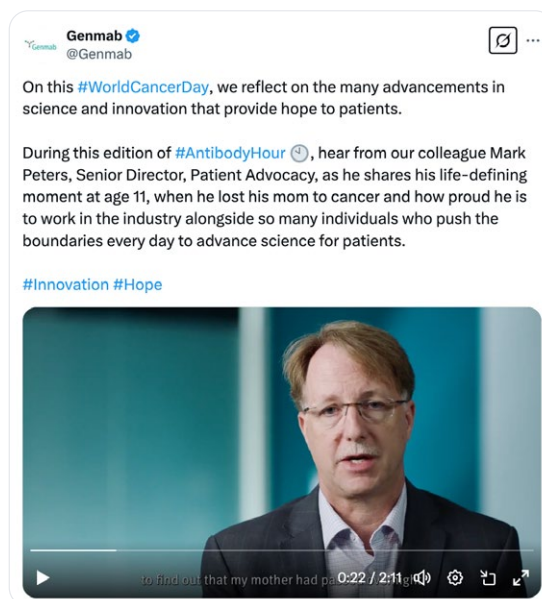 Genmab
Genmab
@Genmab
On this #WorldCancerDay, we reflect on the many advancements in
science and innovation that provide hope to patients.
During this edition of #AntibodyHour 🕙, hear from our colleague Mark
Peters, Senior Director, Patient Advocacy, as he shares his life-defining
moment at age 11, when he lost his mom to cancer and how proud he is
to work in the industry alongside so many individuals who push the
boundaries every day to advance science for patients.
#Innovation #Hope
to find out that my mother had
0:22 / 2:11